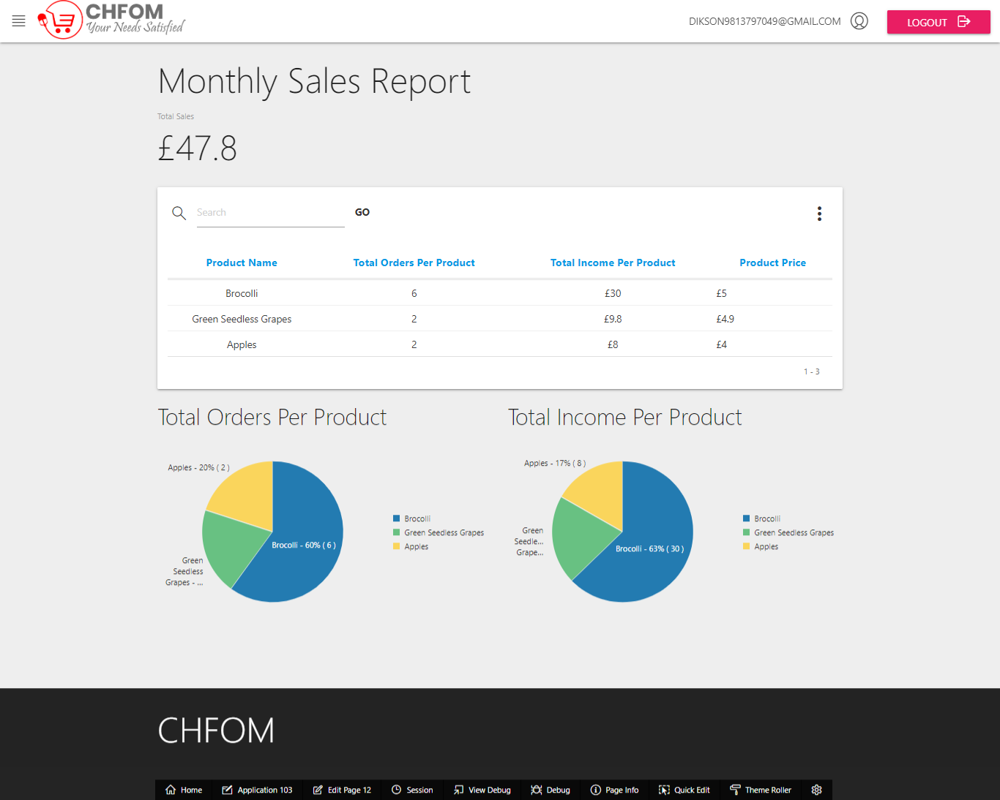 CHFOM
Your Needs Satisfied
DIKSON9813797049@GMAIL.COM
LOGOUT
Monthly Sales Report
Total Sales
£47.8
Search
GO
Product Name Total Orders Per Product Total Income Per Product Product Price
Brocolli 6 £30 £5
Green Seedless Grapes 2 £9.8 £4.9
Apples 2 £8 £4
1 - 3
Total Orders Per Product
Apples - 20% ( 2 )
Brocolli - 60% ( 6 )
Green
Seedless
Grapes - ...
Brocolli
Green Seedless Grapes
Apples
Total Income Per Product
Apples - 17% ( 8 )
Green
Seedle...
Grape...
Brocolli - 63% ( 30 )
Brocolli
Green Seedless Grapes
Apples
CHFOM
Home Application 103 Edit Page 12 Session View Debug Debug Page Info Quick Edit Theme Roller